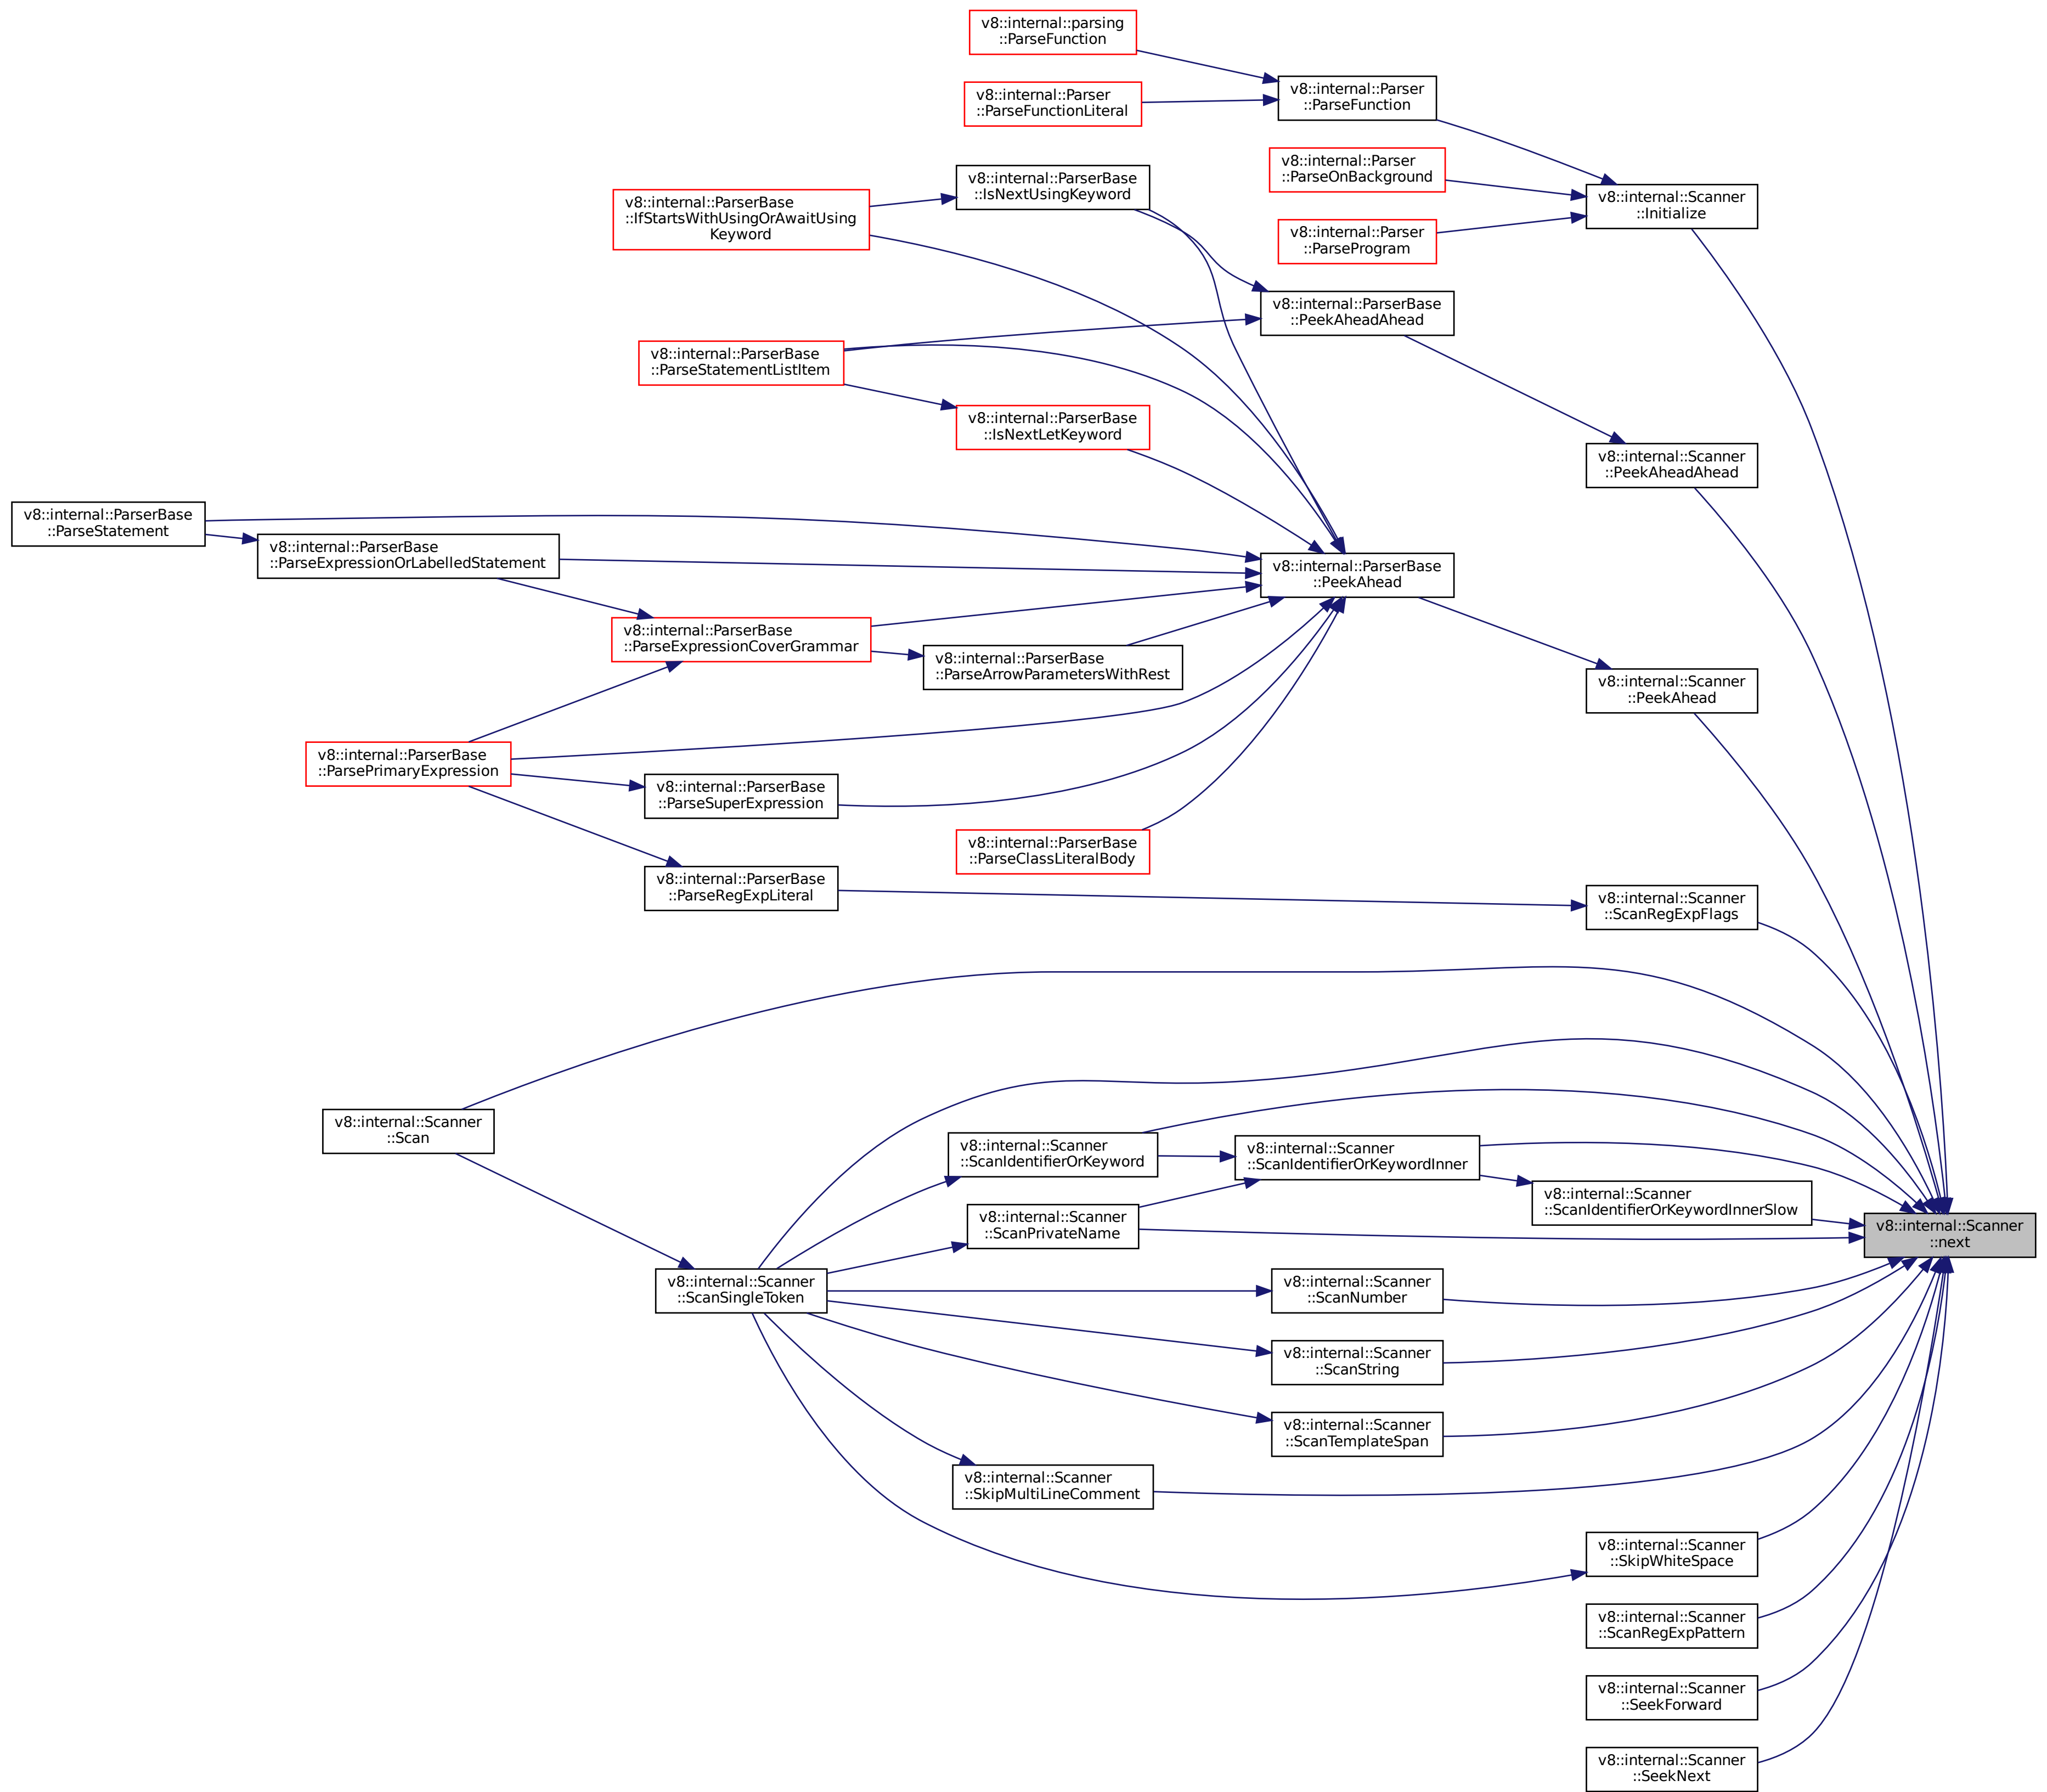 v8::internal::parsing
::ParseFunction
v8::internal::Parser
::ParseFunction
v8::internal::Parser
::ParseFunctionLiteral
v8::internal::Parser
::ParseOnBackground
v8::internal::ParserBase
::IsNextUsingKeyword
v8::internal::Scanner
::Initialize
v8::internal::ParserBase
::IfStartsWithUsingOrAwaitUsing
Keyword
v8::internal::Parser
::ParseProgram
v8::internal::ParserBase
::PeekAheadAhead
v8::internal::ParserBase
::ParseStatementListItem
v8::internal::ParserBase
::IsNextLetKeyword
v8::internal::Scanner
::PeekAheadAhead
v8::internal::ParserBase
::ParseStatement
v8::internal::ParserBase
::ParseExpressionOrLabelledStatement
v8::internal::ParserBase
::PeekAhead
v8::internal::ParserBase
::ParseExpressionCoverGrammar
v8::internal::ParserBase
::ParseArrowParametersWithRest
v8::internal::Scanner
::PeekAhead
v8::internal::ParserBase
::ParsePrimaryExpression
v8::internal::ParserBase
::ParseSuperExpression
v8::internal::ParserBase
::ParseClassLiteralBody
v8::internal::ParserBase
::ParseRegExpLiteral
v8::internal::Scanner
::ScanRegExpFlags
v8::internal::Scanner
::Scan
v8::internal::Scanner
::ScanIdentifierOrKeyword
v8::internal::Scanner
::ScanIdentifierOrKeywordInner
v8::internal::Scanner
::ScanIdentifierOrKeywordInnerSlow
v8::internal::Scanner
::ScanPrivateName
v8::internal::Scanner
::next
v8::internal::Scanner
::ScanSingleToken
v8::internal::Scanner
::ScanNumber
v8::internal::Scanner
::ScanString
v8::internal::Scanner
::ScanTemplateSpan
v8::internal::Scanner
::SkipMultiLineComment
v8::internal::Scanner
::SkipWhiteSpace
v8::internal::Scanner
::ScanRegExpPattern
v8::internal::Scanner
::SeekForward
v8::internal::Scanner
::SeekNext